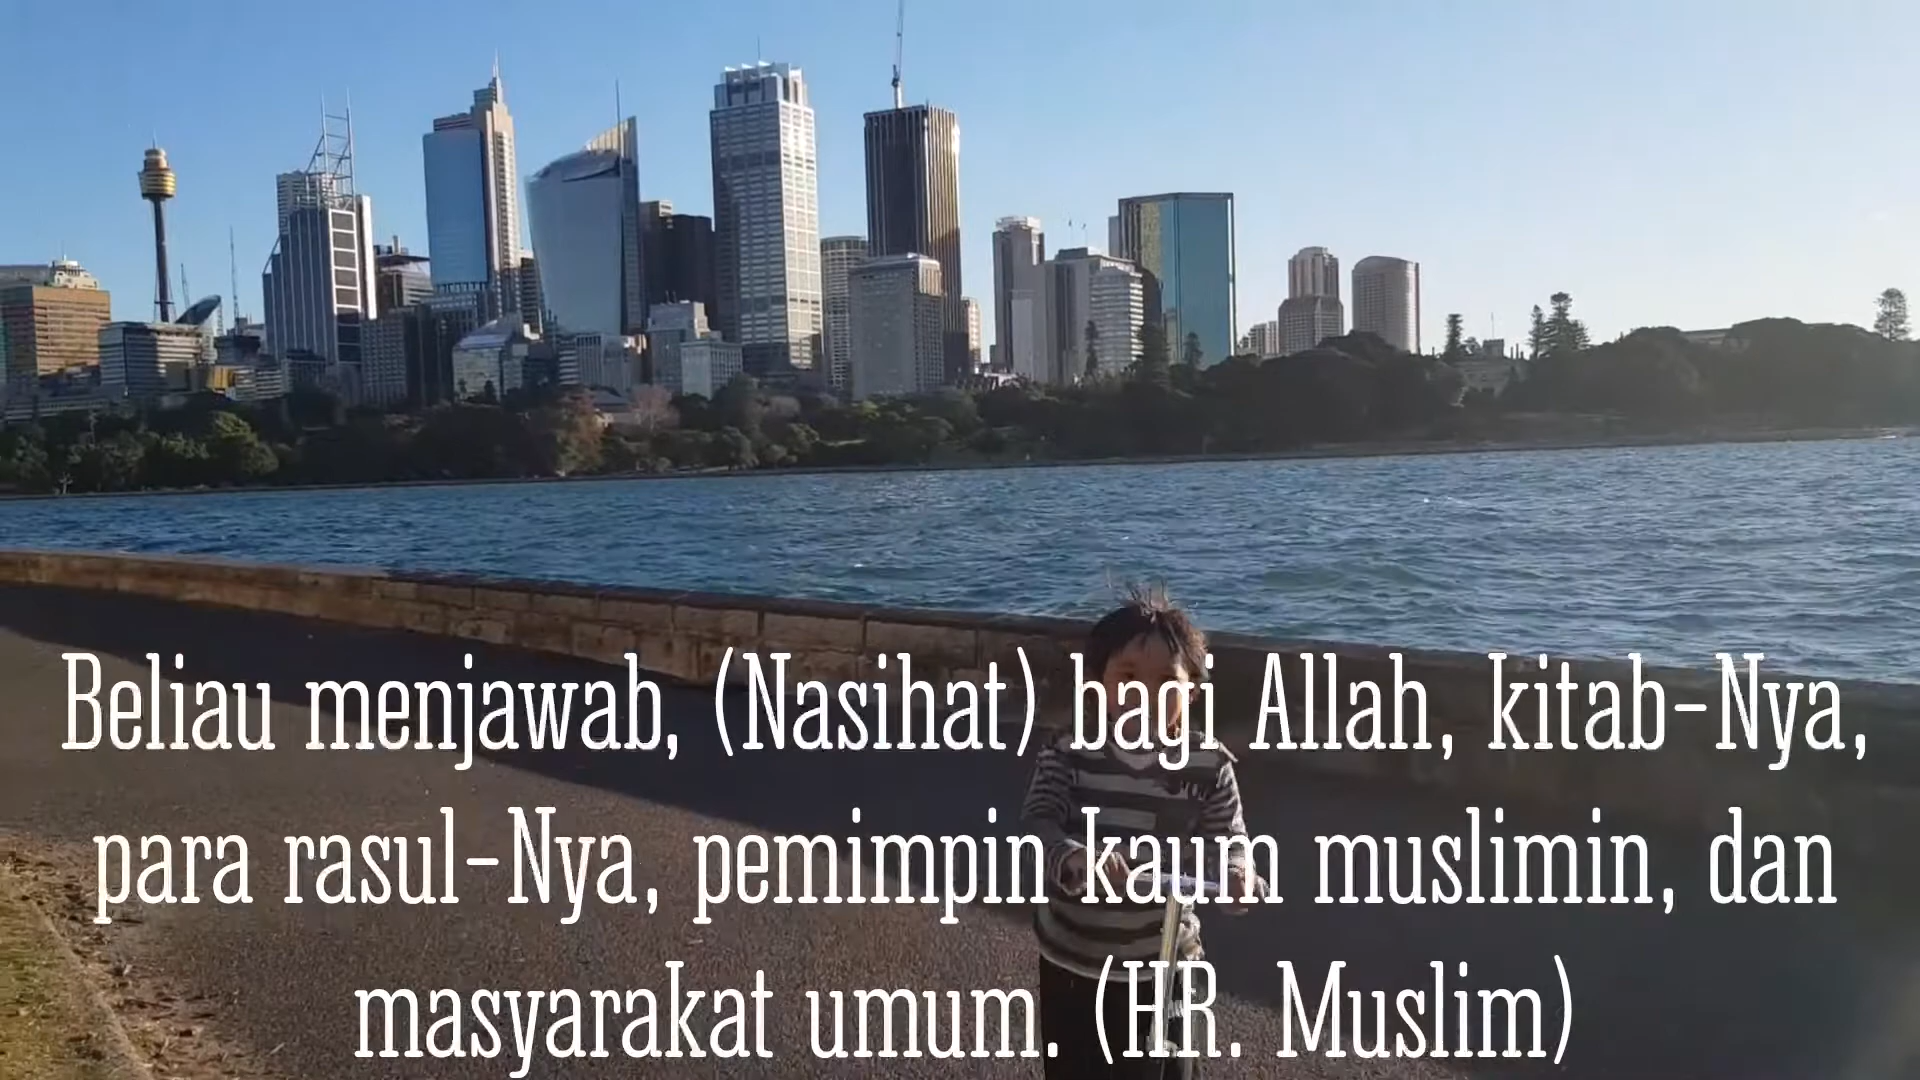 Beliau menjawab, (Nasihat) bagi Allah, kitab-Nya,
para rasul-Nya, pemimpin kaum muslimin, dan
masyarakat umum. (HR. Muslim)